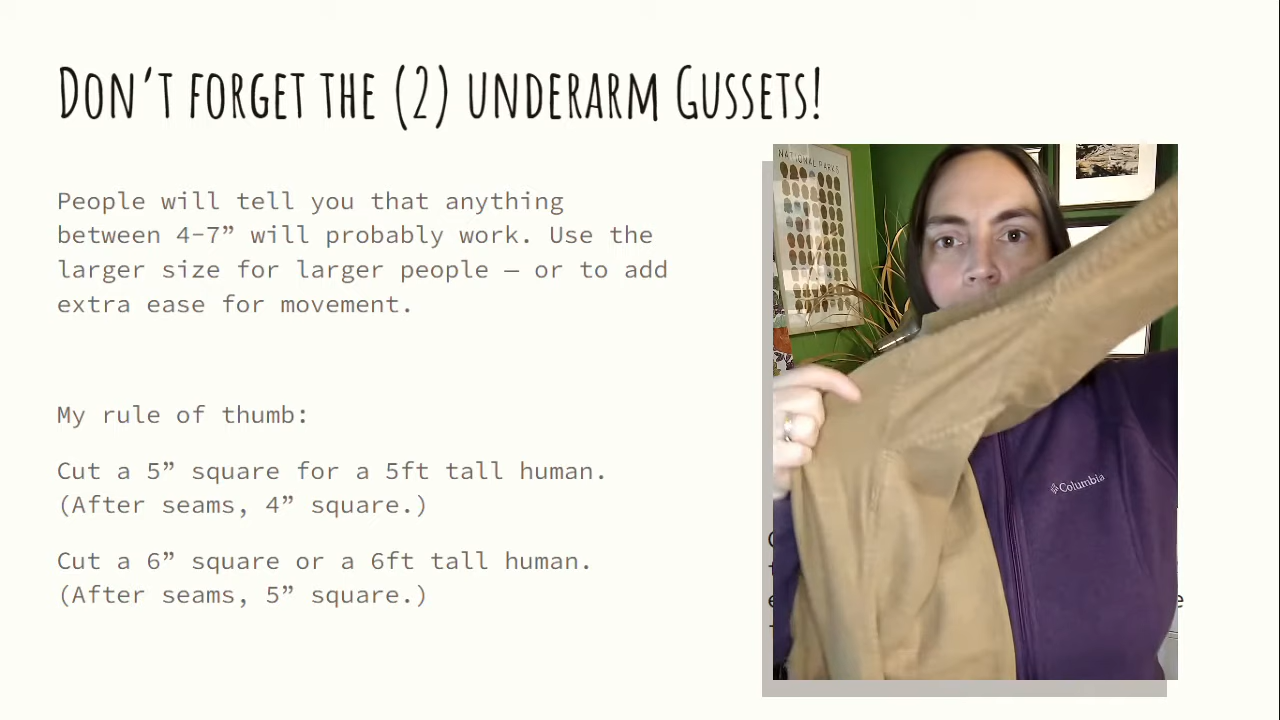 Don't forget the (2) underarm Gussets!
People will tell you that anything
between 4–7” will probably work. Use the
larger size for larger people — or to add
extra ease for movement.
My rule of thumb:
Cut a 5” square for a 5ft tall human.
(After seams, 4” square.)
Cut a 6” square or a 6ft tall human.
(After seams, 5” square.)
NATIONAL PARKS
Columbia